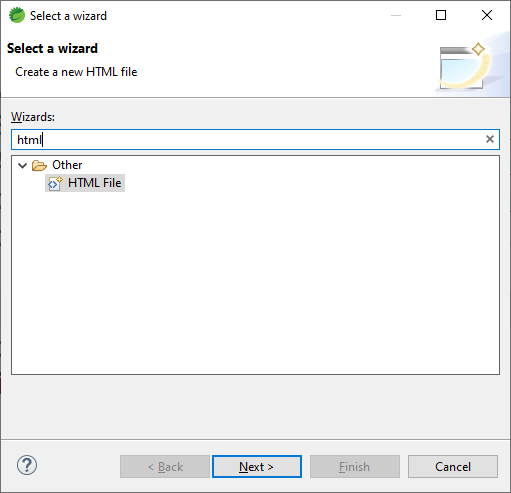 Select a wizard
Select a wizard
Create a new HTML file
Wizards:
html
Other
HTML File
?
< Back
Next >
Finish
Cancel